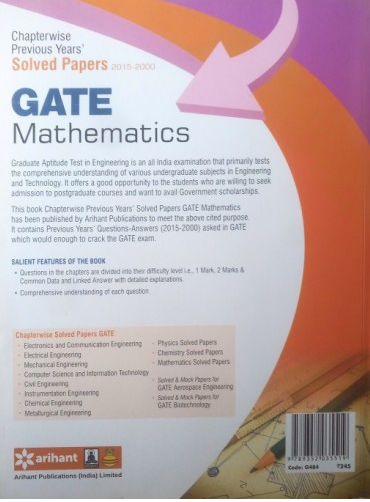 Chapterwise
Previous Years'
Solved Papers 2015-2000
GATE
Mathematics
Graduate Aptitude Test in Engineering is an all India examination that primarily tests
the comprehensive understanding of various undergraduate subjects in Engineering
and Technology. It offers a good opportunity to the students who are willing to seek
admission to postgraduate courses and want to avail Government scholarships.
This book Chapterwise Previous Years' Solved Papers GATE Mathematics
has been published by Arihant Publications to meet the above cited purpose.
It contains Previous Years' Questions-Answers (2015-2000) asked in GATE
which would enough to crack the GATE exam.
SALIENT FEATURES OF THE BOOK
• Questions in the chapters are divided into their difficulty level i.e., 1 Mark, 2 Marks &
Common Data and Linked Answer with detailed explanations.
• Comprehensive understanding of each question.
Chapterwise Solved Papers GATE
• Electronics and Communication Engineering
• Electrical Engineering
• Mechanical Engineering
• Computer Science and Information Technology
• Civil Engineering
• Instrumentation Engineering
• Chemical Engineering
• Metallurgical Engineering
• Physics Solved Papers
• Chemistry Solved Papers
• Mathematics Solved Papers
• Solved & Mock Papers for
GATE Aerospace Engineering
• Solved & Mock Papers for
GATE Biotechnology
arihant
Arihant Publications (India) Limited
Code: G484